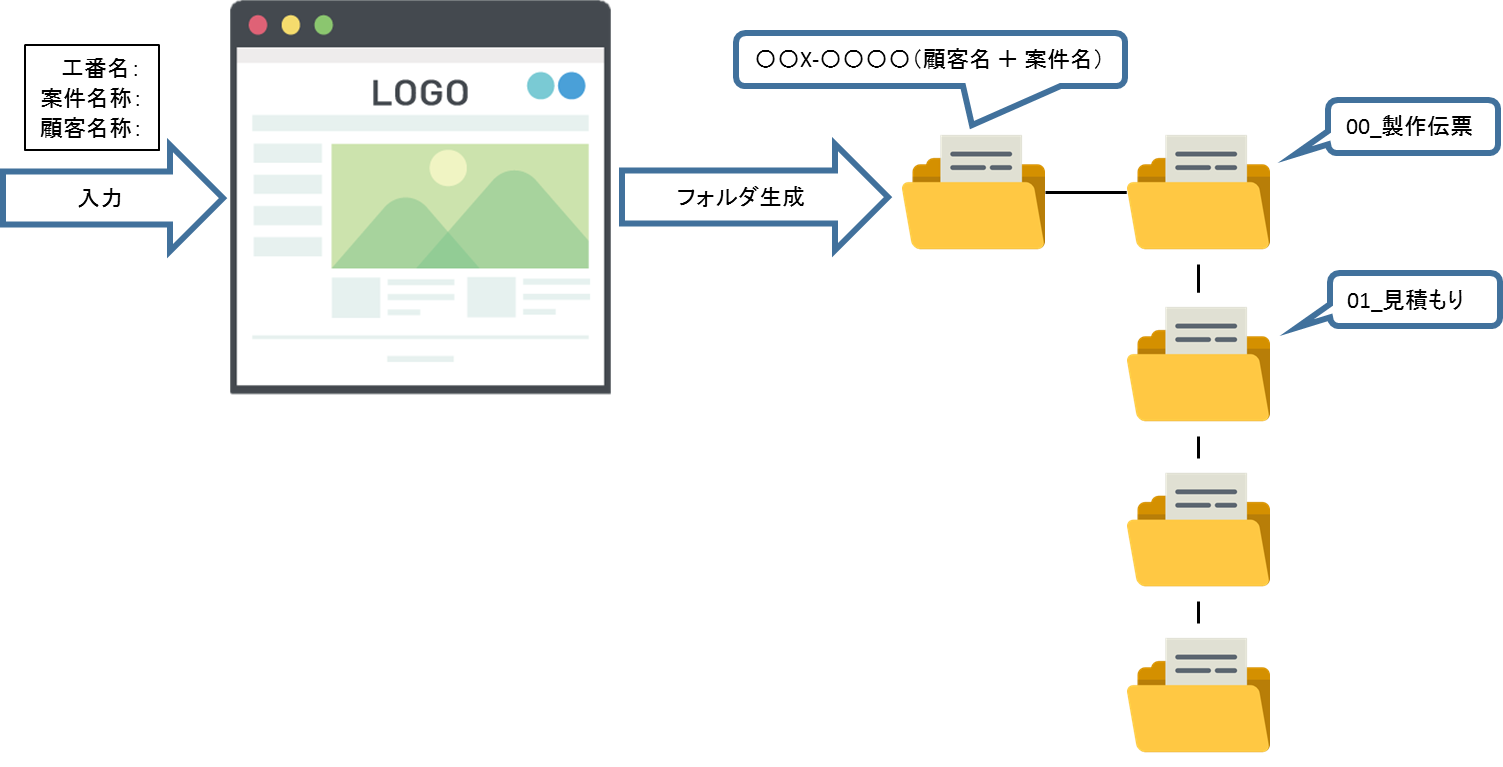 工番名：
案件名称：
顧客名称：
入力
LOGO
フォルダ生成
〇〇X-〇〇〇〇（顧客名 ＋ 案件名）
00_製作伝票
01_見積もり